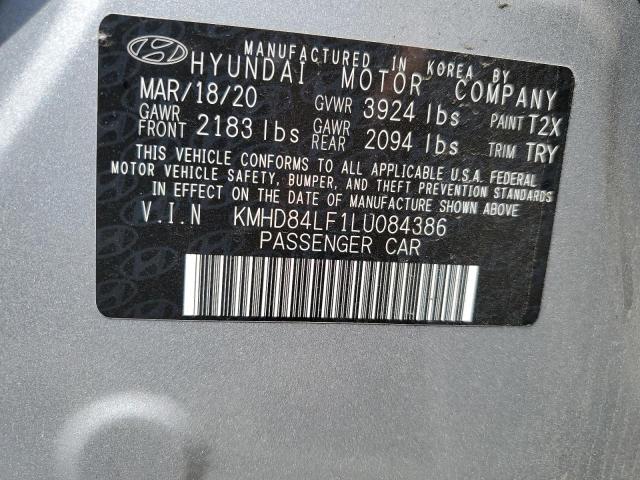 MANUFACTURED IN KOREA BY
HYUNDAI MOTOR COMPANY
MAR/18/20 GVWR 3924 lbs PAINT T2X
GAWR FRONT 2183 lbs GAWR REAR 2094 lbs TRIM TRY
THIS VEHICLE CONFORMS TO ALL APPLICABLE U.S.A. FEDERAL
MOTOR VEHICLE SAFETY, BUMPER, AND THEFT PREVENTION STANDARDS
IN EFFECT ON THE DATE OF MANUFACTURE SHOWN ABOVE.
V.I.N KMHD84LF1LU084386
PASSENGER CAR